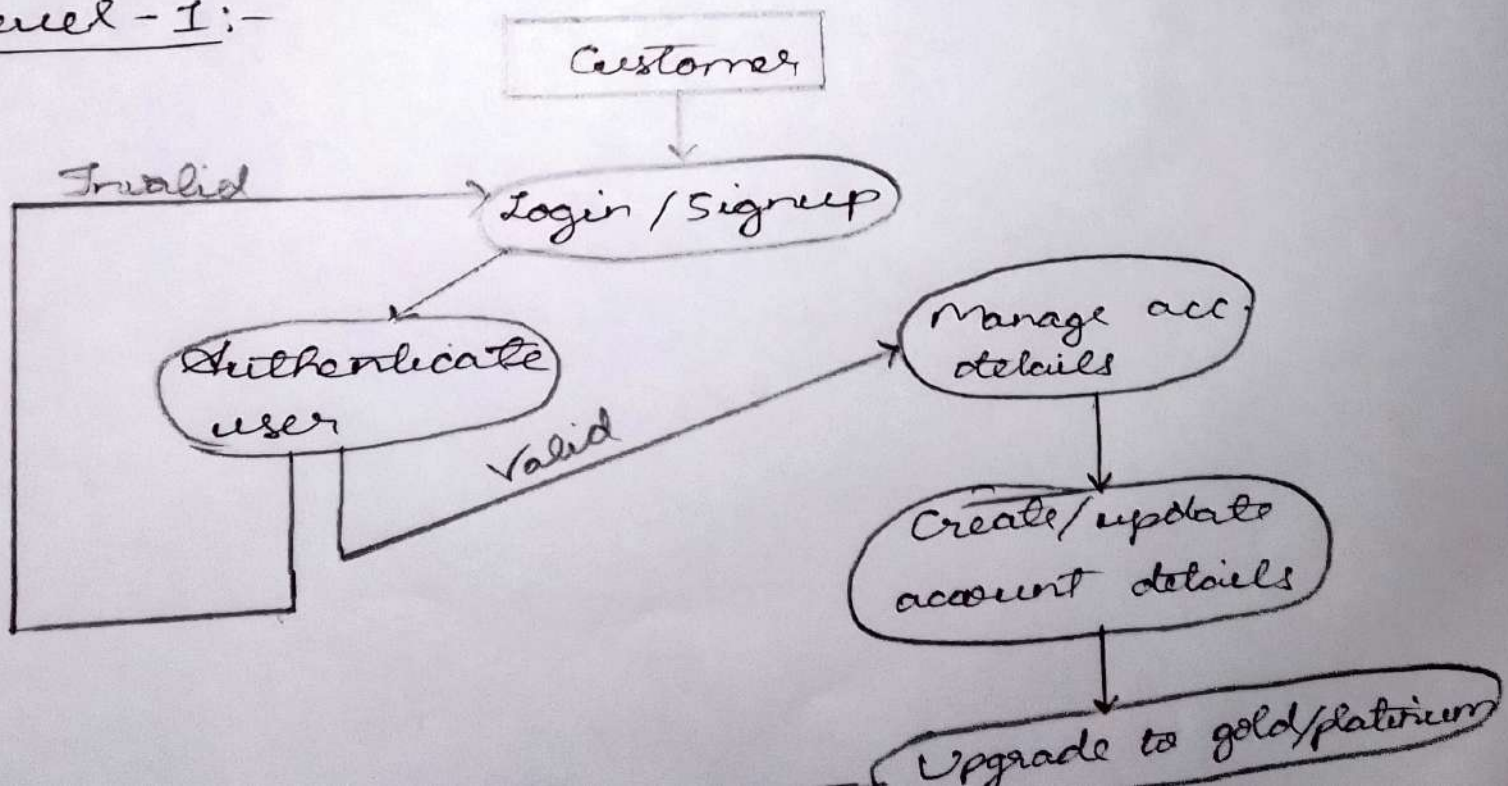 Level - 1:-
Customer
Invalid
Login / Signup
Authenticate
user
Valid
Manage acc.
details
Create/update
account details
Upgrade to gold/platinum